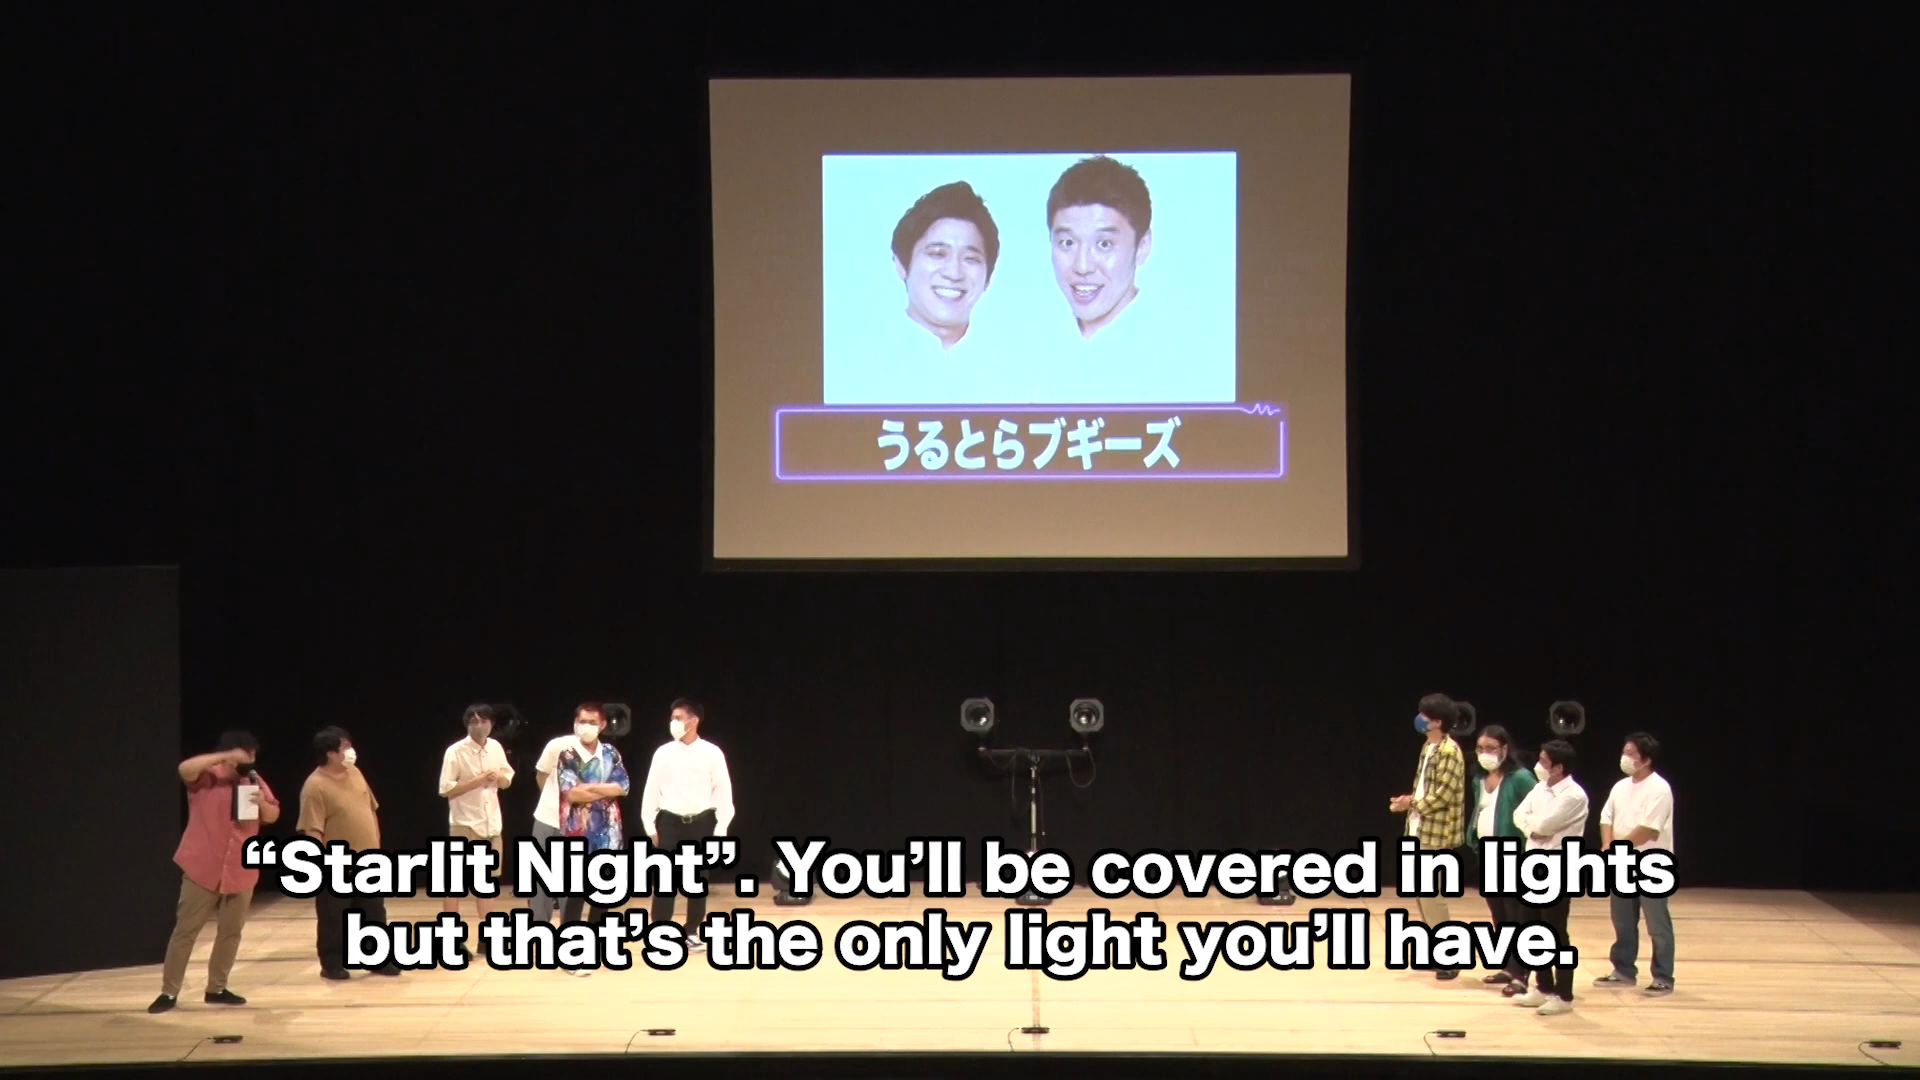 うるとらブギーズ
“Starlit Night”. You’ll be covered in lights
but that’s the only light you’ll have.